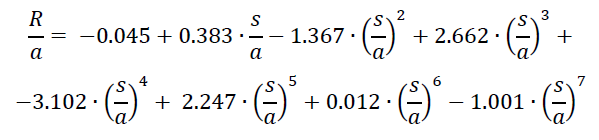 R/a = −0.045 + 0.383 · s/a − 1.367 · (s/a)² + 2.662 · (s/a)³ +
−3.102 · (s/a)⁴ + 2.247 · (s/a)⁵ + 0.012 · (s/a)⁶ − 1.001 · (s/a)⁷